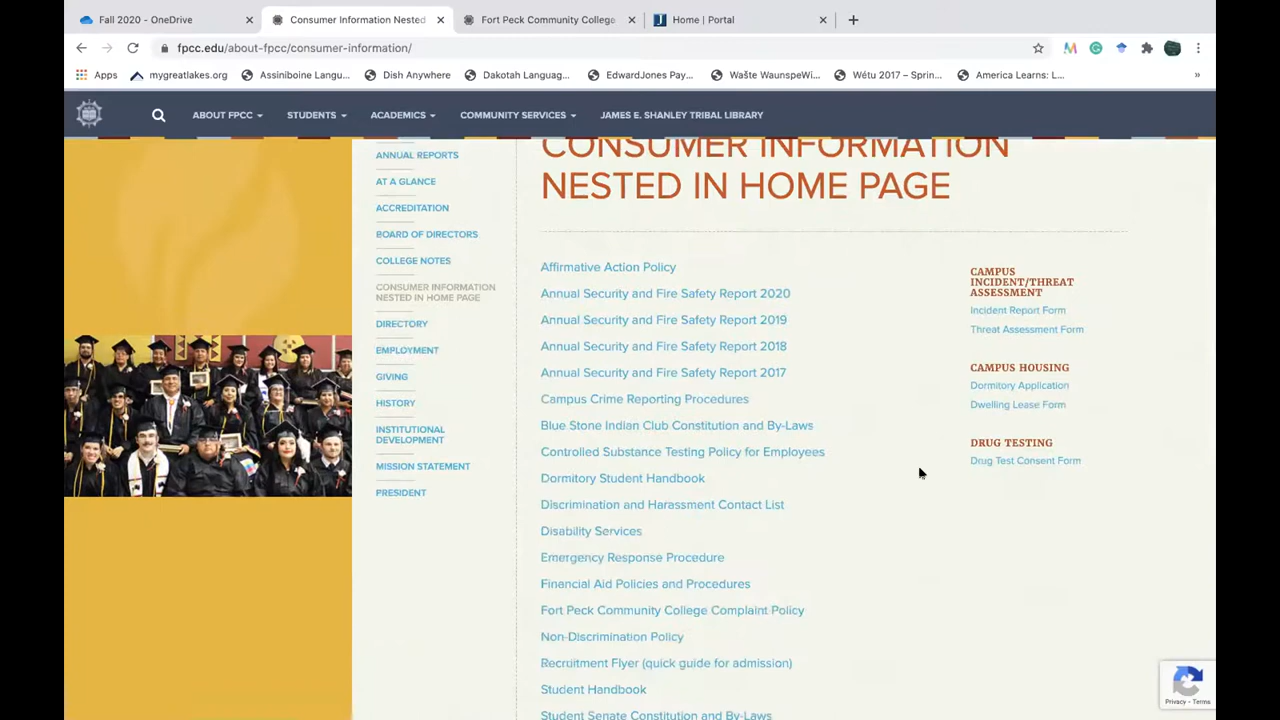 Fall 2020 - OneDrive
Consumer Information Nested
Fort Peck Community College
Home | Portal
fpcc.edu/about-fpcc/consumer-information/
Apps
mygreatlakes.org
Assiniboine Langu...
Dish Anywhere
Dakotah Languag...
EdwardJones Pay...
Wašte WaunspeWi...
Wétu 2017 – Sprin...
America Learns: L...
»
ABOUT FPCC
STUDENTS
ACADEMICS
COMMUNITY SERVICES
JAMES E. SHANLEY TRIBAL LIBRARY
ANNUAL REPORTS
AT A GLANCE
ACCREDITATION
BOARD OF DIRECTORS
COLLEGE NOTES
CONSUMER INFORMATION
NESTED IN HOME PAGE
DIRECTORY
EMPLOYMENT
GIVING
HISTORY
INSTITUTIONAL
DEVELOPMENT
MISSION STATEMENT
PRESIDENT
CONSUMER INFORMATION
NESTED IN HOME PAGE
Affirmative Action Policy
Annual Security and Fire Safety Report 2020
Annual Security and Fire Safety Report 2019
Annual Security and Fire Safety Report 2018
Annual Security and Fire Safety Report 2017
Campus Crime Reporting Procedures
Blue Stone Indian Club Constitution and By-Laws
Controlled Substance Testing Policy for Employees
Dormitory Student Handbook
Discrimination and Harassment Contact List
Disability Services
Emergency Response Procedure
Financial Aid Policies and Procedures
Fort Peck Community College Complaint Policy
Non-Discrimination Policy
Recruitment Flyer (quick guide for admission)
Student Handbook
Student Senate Constitution and By-Laws
CAMPUS
INCIDENT/THREAT
ASSESSMENT
Incident Report Form
Threat Assessment Form
CAMPUS HOUSING
Dormitory Application
Dwelling Lease Form
DRUG TESTING
Drug Test Consent Form
Privacy - Terms